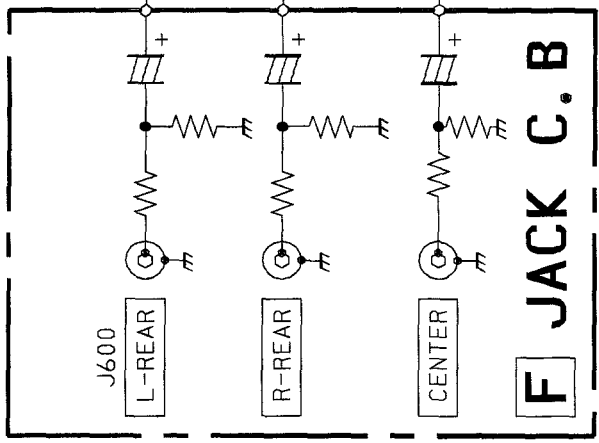 J600
L-REAR
R-REAR
CENTER
F JACK C.B
+
+
+